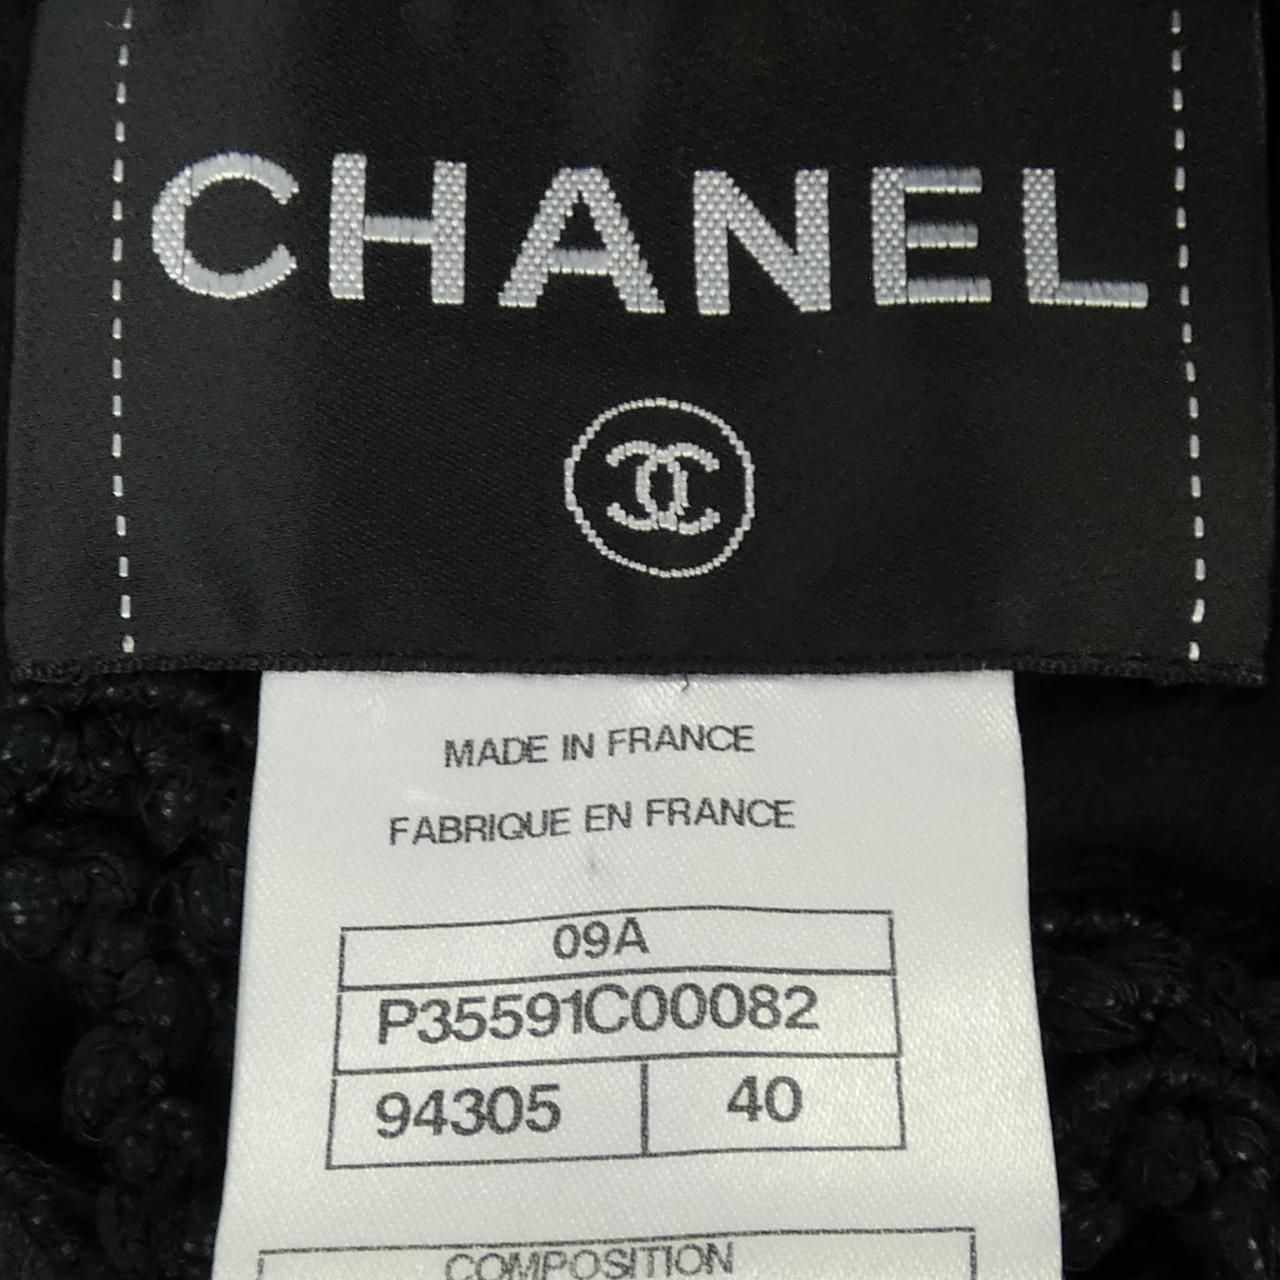 CHANEL
MADE IN FRANCE
FABRIQUE EN FRANCE
09A
P35591C00082
94305 40
COMPOSITION